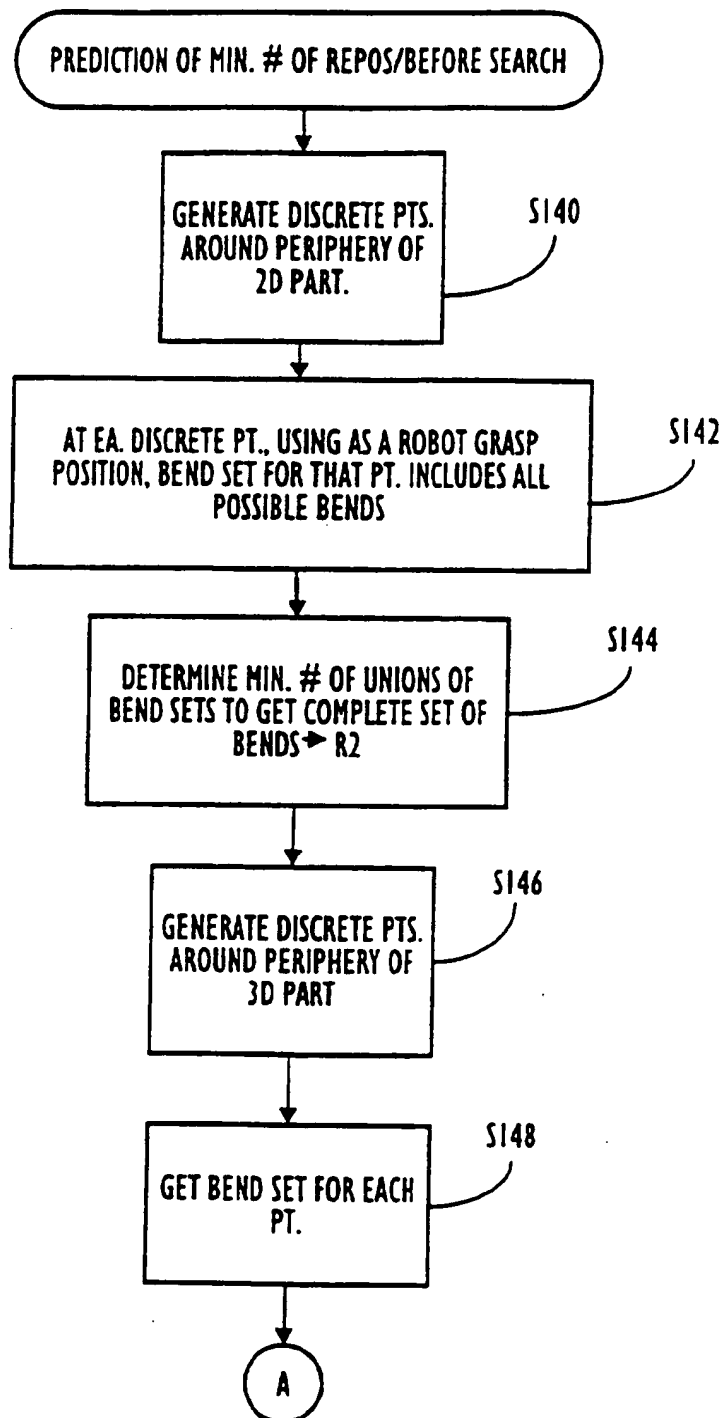 PREDICTION OF MIN. # OF REPOS/BEFORE SEARCH
GENERATE DISCRETE PTS.
AROUND PERIPHERY OF
2D PART.
S140
AT EA. DISCRETE PT., USING AS A ROBOT GRASP
POSITION, BEND SET FOR THAT PT. INCLUDES ALL
POSSIBLE BENDS
S142
DETERMINE MIN. # OF UNIONS OF
BEND SETS TO GET COMPLETE SET OF
BENDS→ R2
S144
GENERATE DISCRETE PTS.
AROUND PERIPHERY OF
3D PART
S146
GET BEND SET FOR EACH
PT.
S148
A